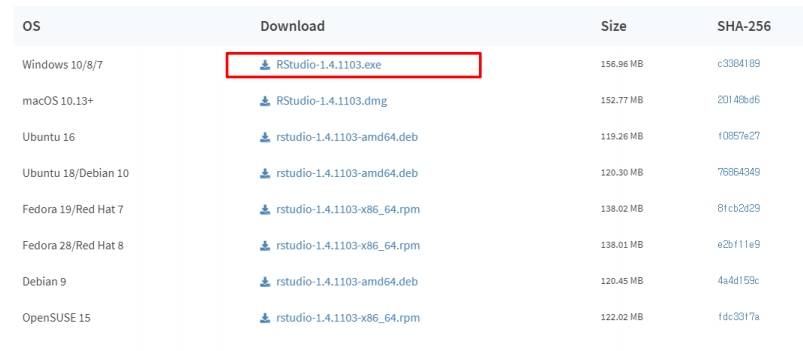 OS Download Size SHA-256
Windows 10/8/7 RStudio-1.4.1103.exe 156.96 MB c3384189
macOS 10.13+ RStudio-1.4.1103.dmg 152.77 MB 20148bd6
Ubuntu 16 rstudio-1.4.1103-amd64.deb 119.26 MB f0857e27
Ubuntu 18/Debian 10 rstudio-1.4.1103-amd64.deb 120.30 MB 76864349
Fedora 19/Red Hat 7 rstudio-1.4.1103-x86_64.rpm 138.02 MB 8fcb2d29
Fedora 28/Red Hat 8 rstudio-1.4.1103-x86_64.rpm 138.01 MB e2bf11e9
Debian 9 rstudio-1.4.1103-amd64.deb 120.45 MB 4a4d159c
OpenSUSE 15 rstudio-1.4.1103-x86_64.rpm 122.02 MB fdc33f7a